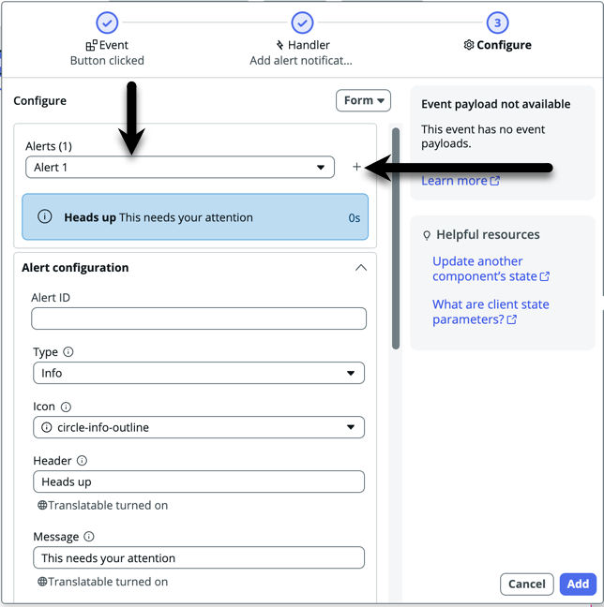 3
Event
Handler
Configure
Button clicked
Add alert notificat...
Configure
Form
Alerts (1)
Alert 1
+
Heads up This needs your attention 0s
Alert configuration
Alert ID
Type
Info
Icon
circle-info-outline
Header
Heads up
Translatable turned on
Message
This needs your attention
Translatable turned on
Event payload not available
This event has no event
payloads.
Learn more
Helpful resources
Update another
component's state
What are client state
parameters?
Cancel
Add